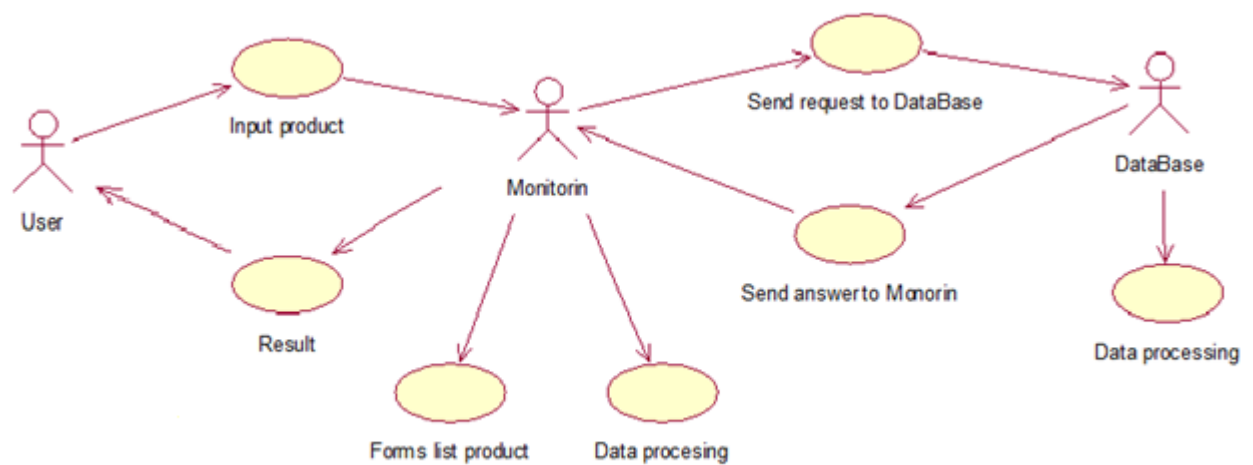 Send request to DataBase
Input product
DataBase
Monitorin
User
Send answer to Monorin
Result
Data processing
Forms list product
Data procesing